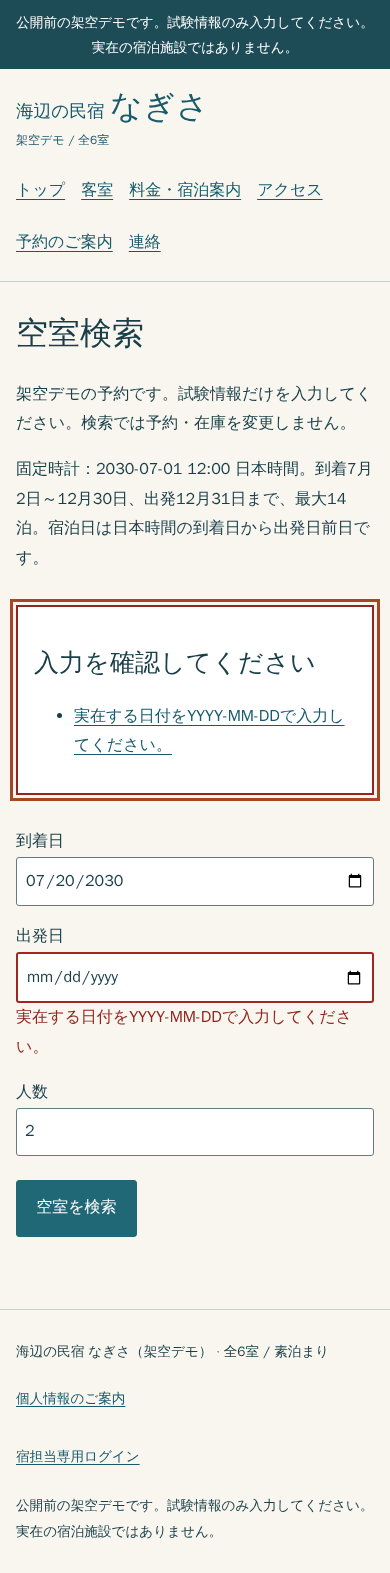 公開前の架空デモです。試験情報のみ入力してください。
実在の宿泊施設ではありません。
海辺の民宿 なぎさ
架空デモ / 全6室
トップ 客室 料金・宿泊案内 アクセス
予約のご案内 連絡
空室検索
架空デモの予約です。試験情報だけを入力してく
ださい。検索では予約・在庫を変更しません。
固定時計：2030-07-01 12:00 日本時間。到着7月
2日～12月30日、出発12月31日まで、最大14
泊。宿泊日は日本時間の到着日から出発日前日で
す。
入力を確認してください
• 実在する日付をYYYY-MM-DDで入力し
てください。
到着日
07/20/2030
出発日
mm/dd/yyyy
実在する日付をYYYY-MM-DDで入力してくださ
い。
人数
2
空室を検索
海辺の民宿 なぎさ（架空デモ） · 全6室 / 素泊まり
個人情報のご案内
宿担当専用ログイン
公開前の架空デモです。試験情報のみ入力してください。
実在の宿泊施設ではありません。